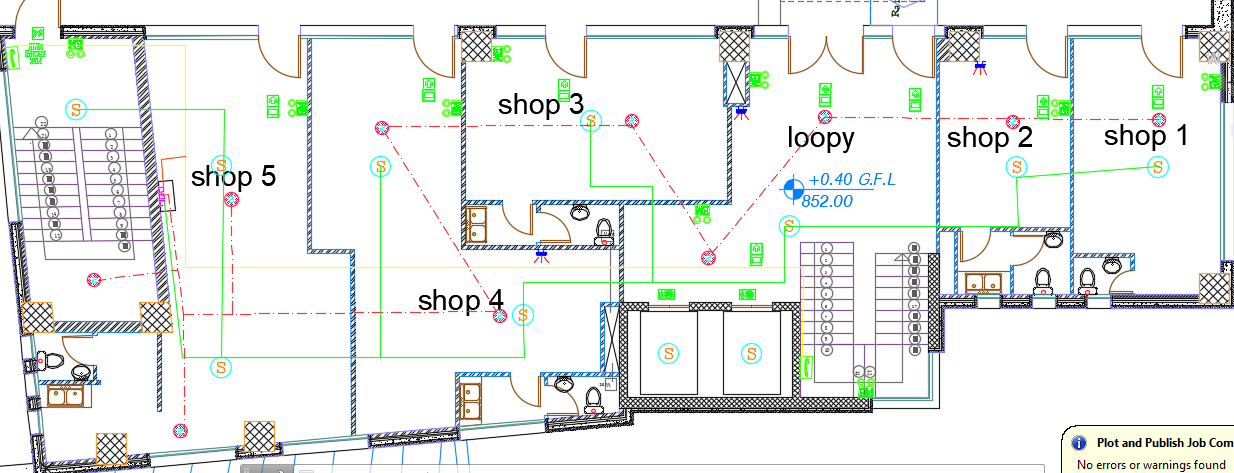 R2
shop 3
shop 5
loopy
shop 2
shop 1
+0.40 G.F.L
852.00
shop 4
S
S
S
S
S
S
S
S
S
S
S
Plot and Publish Job Com
No errors or warnings found